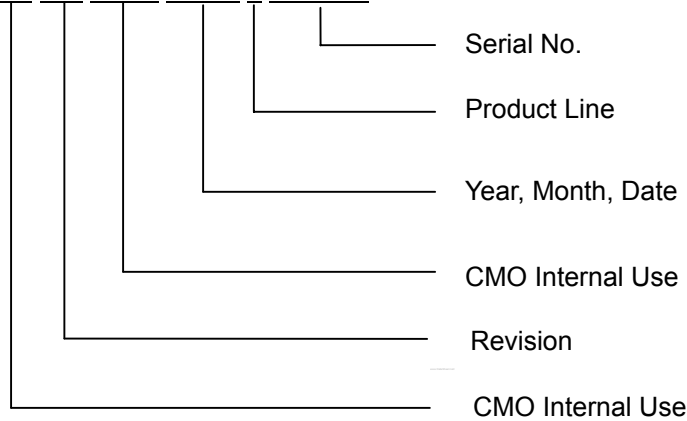 Serial No.
Product Line
Year, Month, Date
CMO Internal Use
Revision
CMO Internal Use